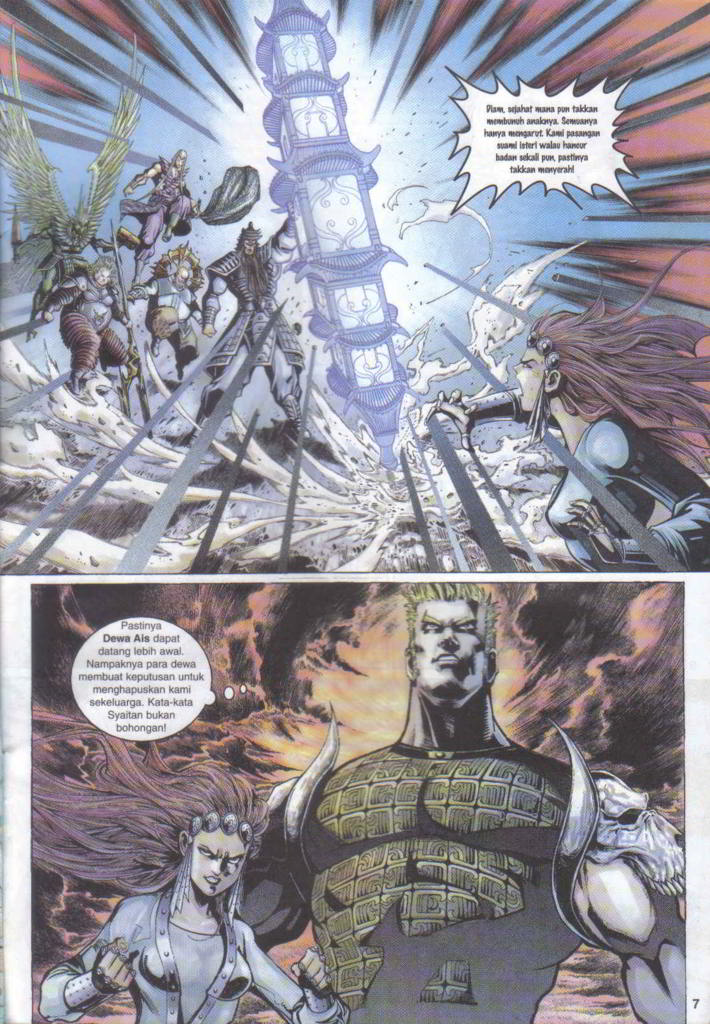 Diam, sejahat mana pun takkan
membunuh anaknya. Semuanya
hanya mengarut. Kami pasangan
suami isteri walau hancur
badan sekali pun, pastinya
takkan menyerah!
Pastinya
Dewa Ais dapat
datang lebih awal.
Nampaknya para dewa
membuat keputusan untuk
menghapuskan kami
sekeluarga. Kata-kata
Syaitan bukan
bohongan!
7